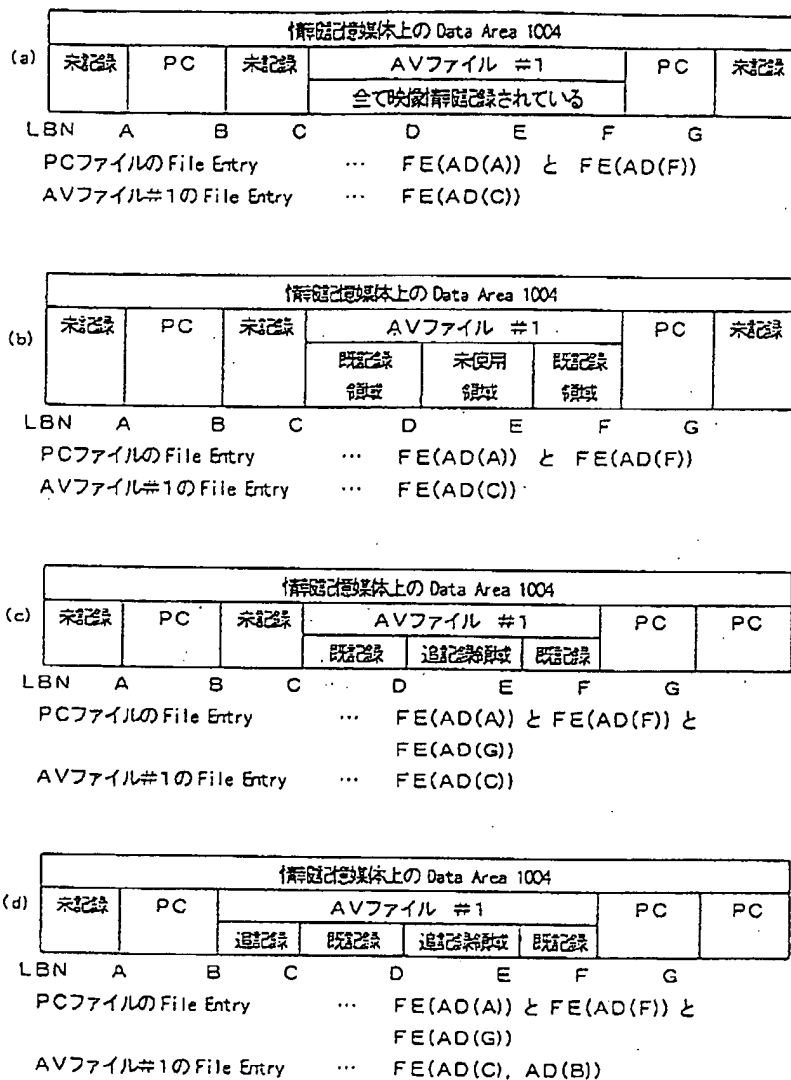 情報記憶媒体上の Data Area 1004
(a) 未記録 PC 未記録 AVファイル #1 PC 未記録
全て映像情報記録されている
LBN A B C D E F G
PCファイルの File Entry … FE(AD(A)) と FE(AD(F))
AVファイル#1の File Entry … FE(AD(C))
情報記憶媒体上の Data Area 1004
(b) 未記録 PC 未記録 AVファイル #1 PC 未記録
既記録 未使用 既記録
領域 領域 領域
LBN A B C D E F G
PCファイルの File Entry … FE(AD(A)) と FE(AD(F))
AVファイル#1の File Entry … FE(AD(C))
情報記憶媒体上の Data Area 1004
(c) 未記録 PC 未記録 AVファイル #1 PC PC
既記録 追記録領域 既記録
LBN A B C D E F G
PCファイルの File Entry … FE(AD(A)) と FE(AD(F)) と
FE(AD(G))
AVファイル#1の File Entry … FE(AD(C))
情報記憶媒体上の Data Area 1004
(d) 未記録 PC AVファイル #1 PC PC
追記録 既記録 追記録領域 既記録
LBN A B C D E F G
PCファイルの File Entry … FE(AD(A)) と FE(AD(F)) と
FE(AD(G))
AVファイル#1の File Entry … FE(AD(C), AD(B))